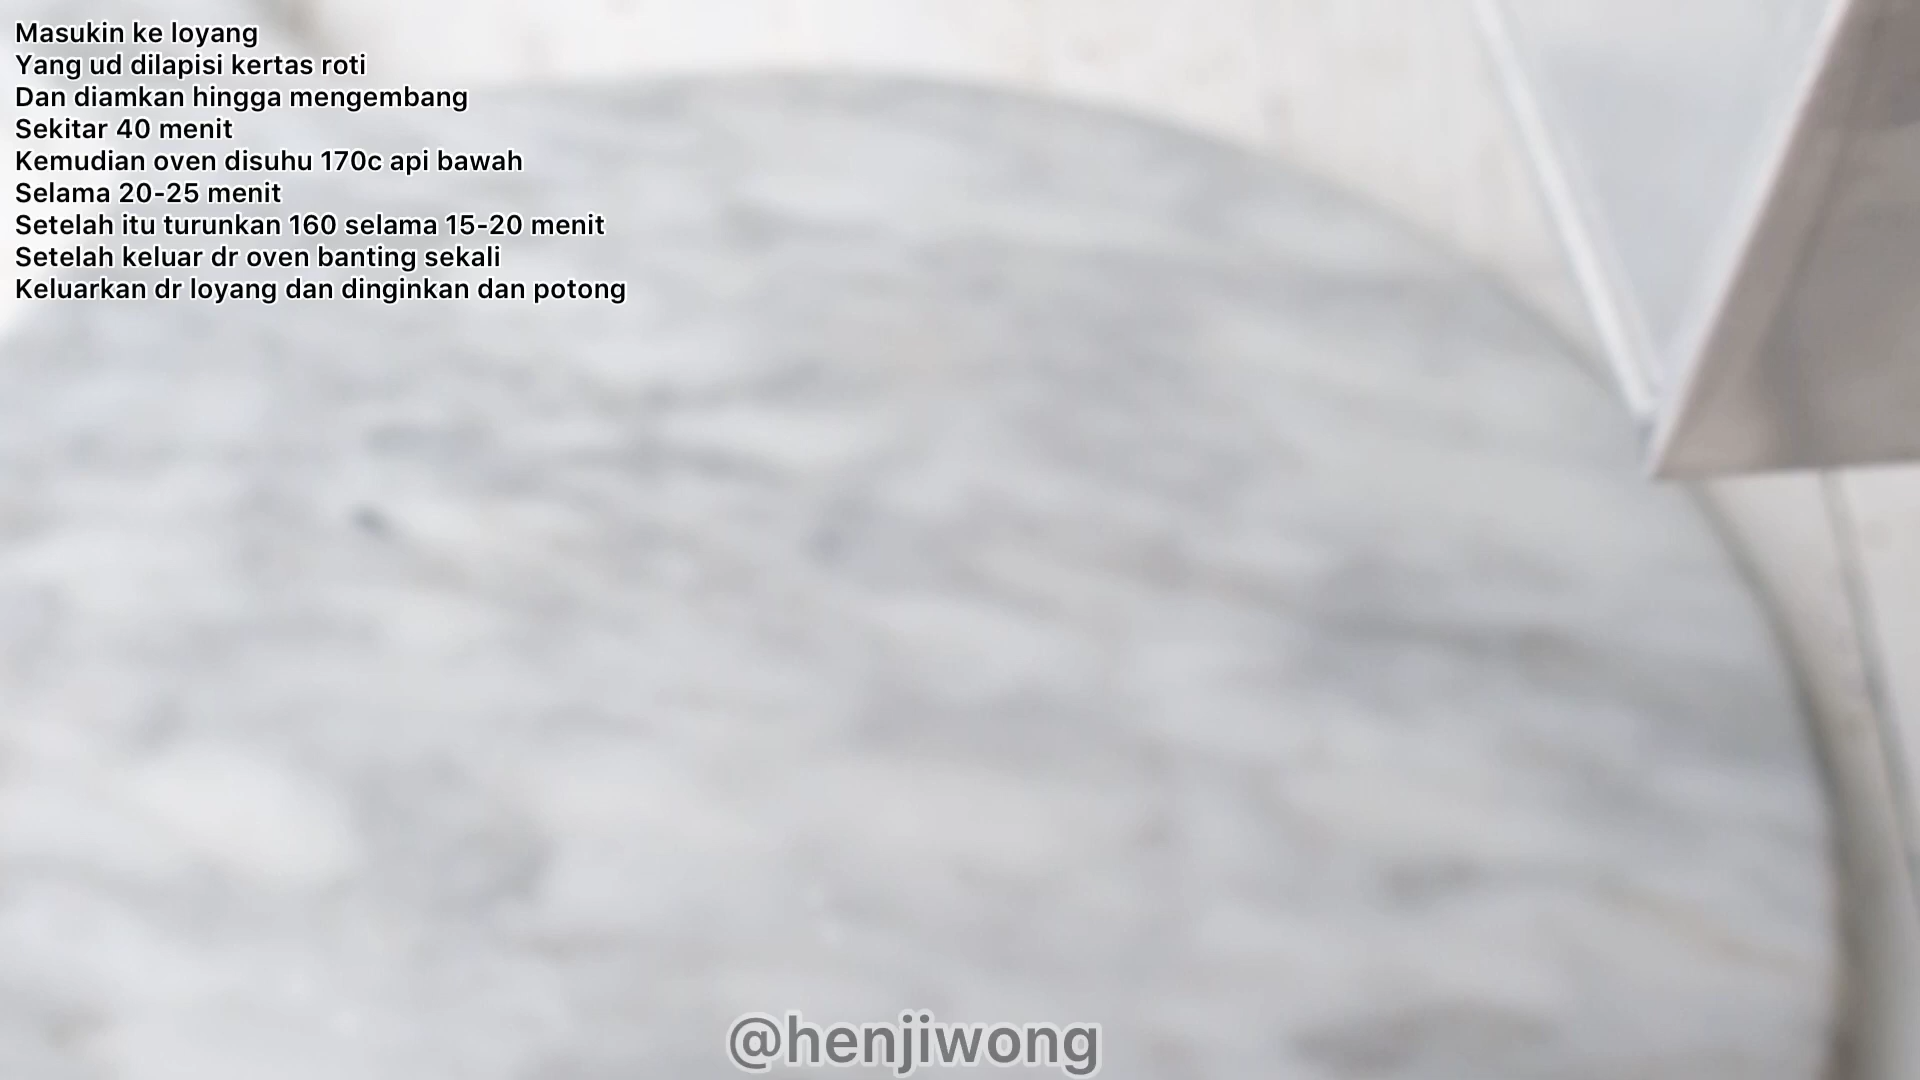 Masukin ke loyang
Yang ud dilapisi kertas roti
Dan diamkan hingga mengembang
Sekitar 40 menit
Kemudian oven disuhu 170c api bawah
Selama 20-25 menit
Setelah itu turunkan 160 selama 15-20 menit
Setelah keluar dr oven banting sekali
Keluarkan dr loyang dan dinginkan dan potong
@henjiwong